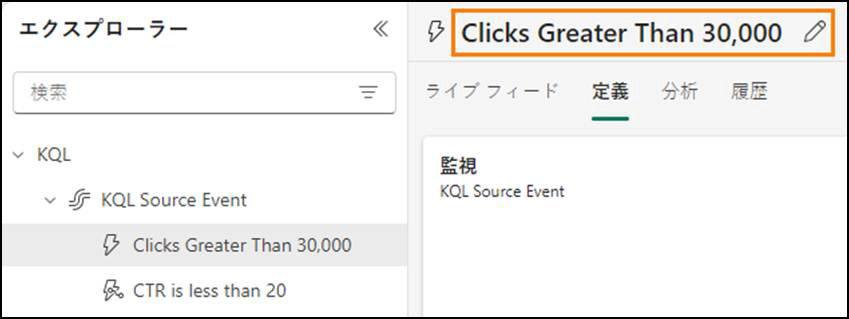 エクスプローラー
検索
KQL
KQL Source Event
Clicks Greater Than 30,000
CTR is less than 20
Clicks Greater Than 30,000
ライブ フィード 定義 分析 履歴
監視
KQL Source Event